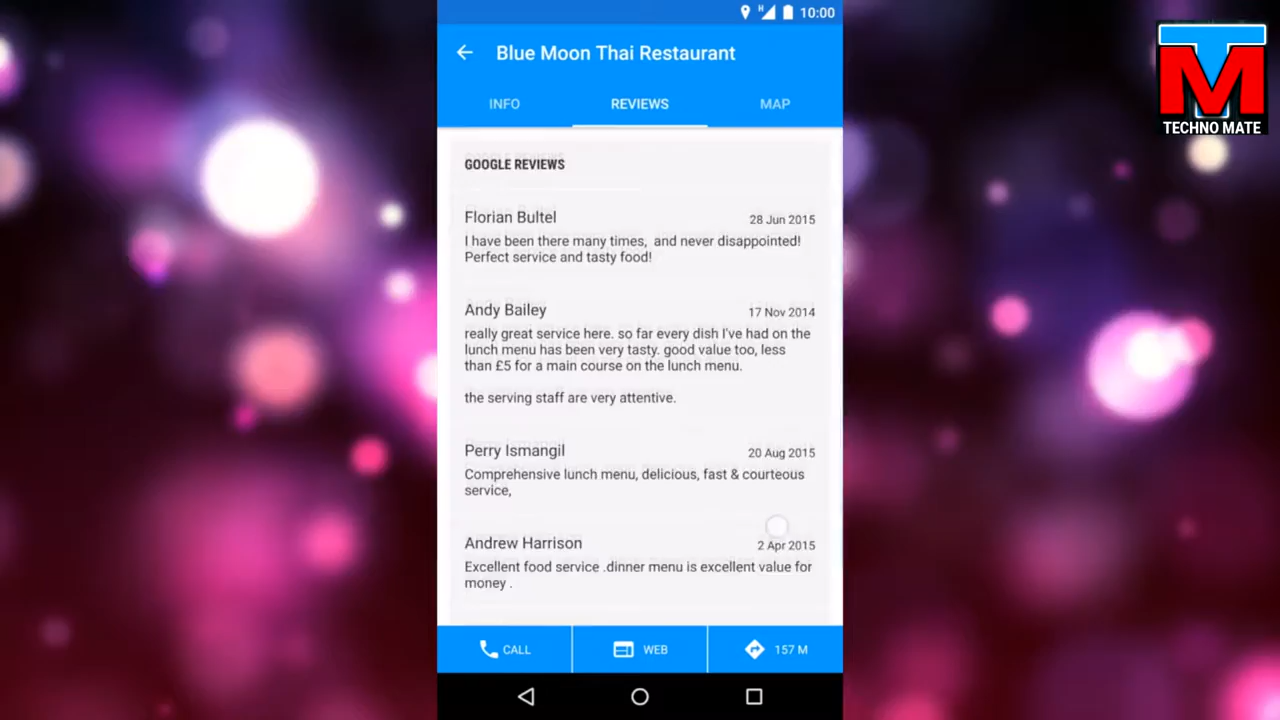 H 10:00
Blue Moon Thai Restaurant
INFO REVIEWS MAP
TM
TECHNO MATE
GOOGLE REVIEWS
Florian Bultel 28 Jun 2015
I have been there many times,  and never disappointed!
Perfect service and tasty food!
Andy Bailey 17 Nov 2014
really great service here. so far every dish I've had on the
lunch menu has been very tasty. good value too, less
than £5 for a main course on the lunch menu.
the serving staff are very attentive.
Perry Ismangil 20 Aug 2015
Comprehensive lunch menu, delicious, fast & courteous
service,
Andrew Harrison 2 Apr 2015
Excellent food service .dinner menu is excellent value for
money .
CALL WEB 157 M